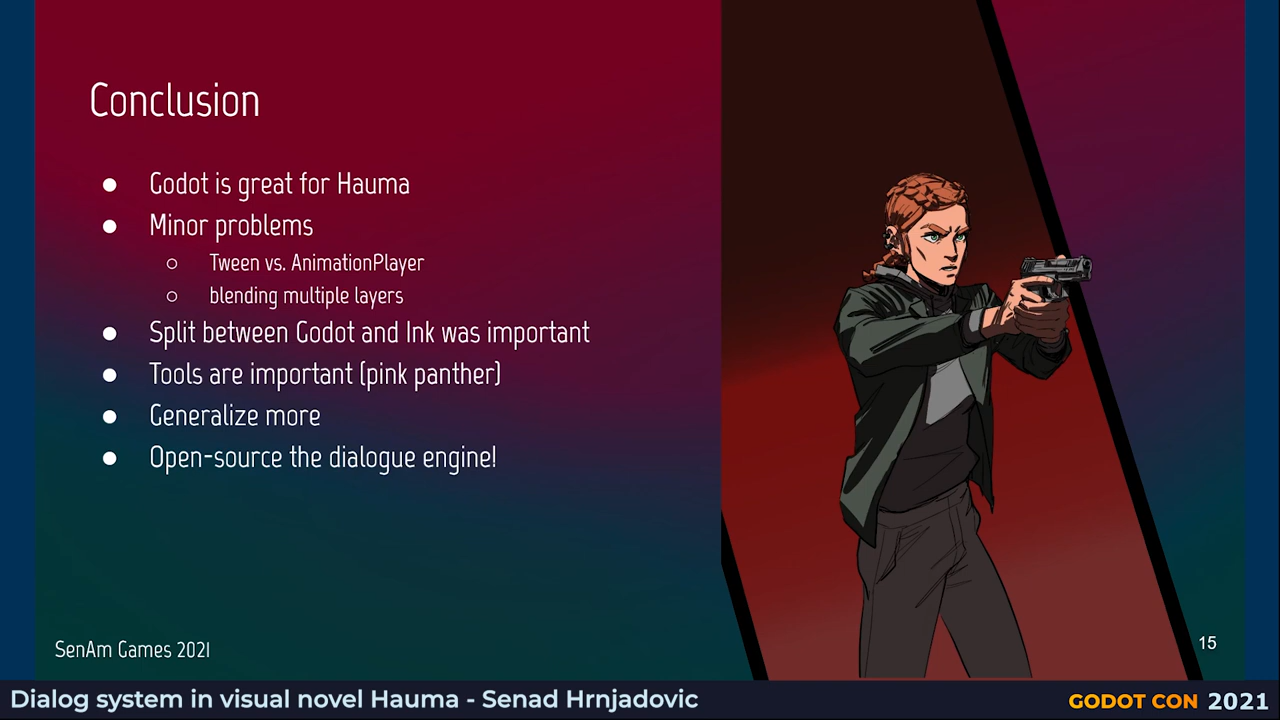 Conclusion
● Godot is great for Hauma
● Minor problems
○ Tween vs. AnimationPlayer
○ blending multiple layers
● Split between Godot and Ink was important
● Tools are important (pink panther)
● Generalize more
● Open-source the dialogue engine!
SenAm Games 2021
15
Dialog system in visual novel Hauma - Senad Hrnjadovic
GODOT CON 2021